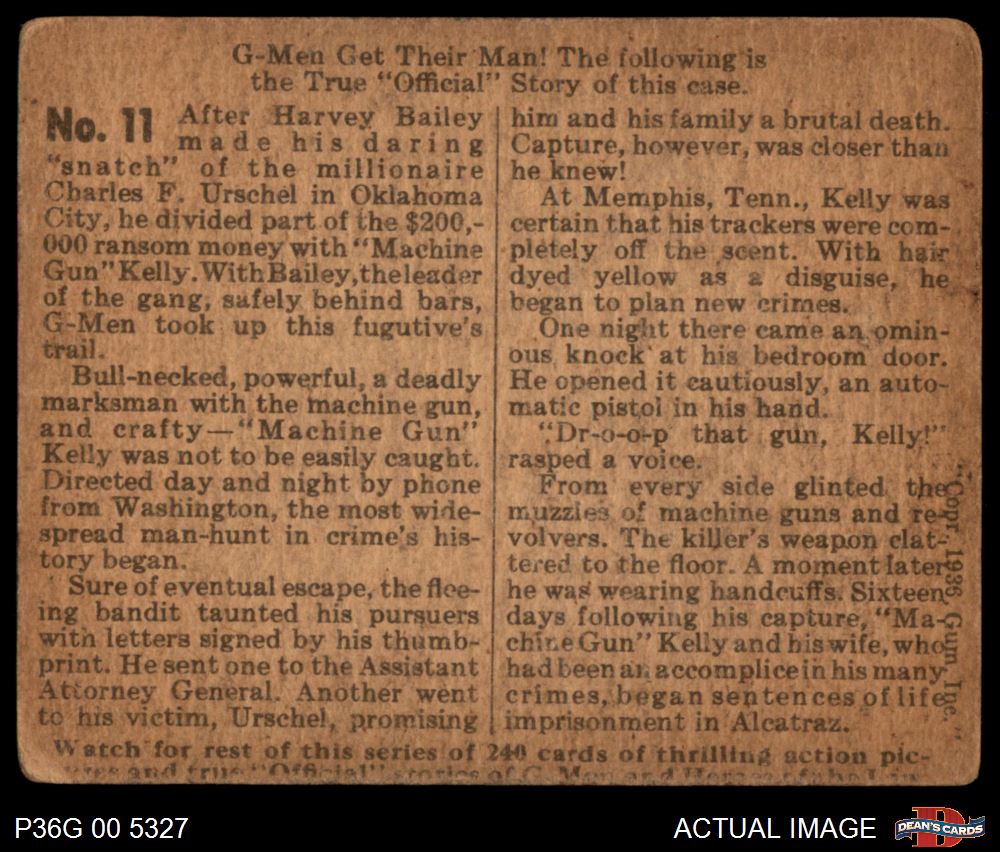 G-Men Get Their Man! The following is
the True "Official" Story of this case.
No. 11 After Harvey Bailey
made his daring
"snatch" of the millionaire
Charles F. Urschel in Oklahoma
City, he divided part of the $200,-
000 ransom money with "Machine
Gun" Kelly. With Bailey, the leader
of the gang, safely behind bars,
G-Men took up this fugutive's
trail.
Bull-necked, powerful, a deadly
marksman with the machine gun,
and crafty—"Machine Gun"
Kelly was not to be easily caught.
Directed day and night by phone
from Washington, the most wide-
spread man-hunt in crime's his-
tory began.
Sure of eventual escape, the flee-
ing bandit taunted his pursuers
with letters signed by his thumb-
print. He sent one to the Assistant
Attorney General. Another went
to his victim, Urschel, promising
him and his family a brutal death.
Capture, however, was closer than
he knew!
At Memphis, Tenn., Kelly was
certain that his trackers were com-
pletely off the scent. With hair
dyed yellow as a disguise, he
began to plan new crimes.
One night there came an omin-
ous knock at his bedroom door.
He opened it cautiously, an auto-
matic pistol in his hand.
"Dr-o-o-p that gun, Kelly!"
rasped a voice.
From every side glinted the
muzzles of machine guns and re-
volvers. The killer's weapon clat-
tered to the floor. A moment later
he was wearing handcuffs. Sixteen
days following his capture, "Ma-
chine Gun" Kelly and his wife, who
had been an accomplice in his many
crimes, began sentences of life
imprisonment in Alcatraz.
"Copr. 1936 Gum, Inc."
Watch for rest of this series of 240 cards of thrilling action pic-
tures and true "Official" stories of G-Men and Heroes of the Law
P36G 00 5327
ACTUAL IMAGE
D
DEAN'S CARDS